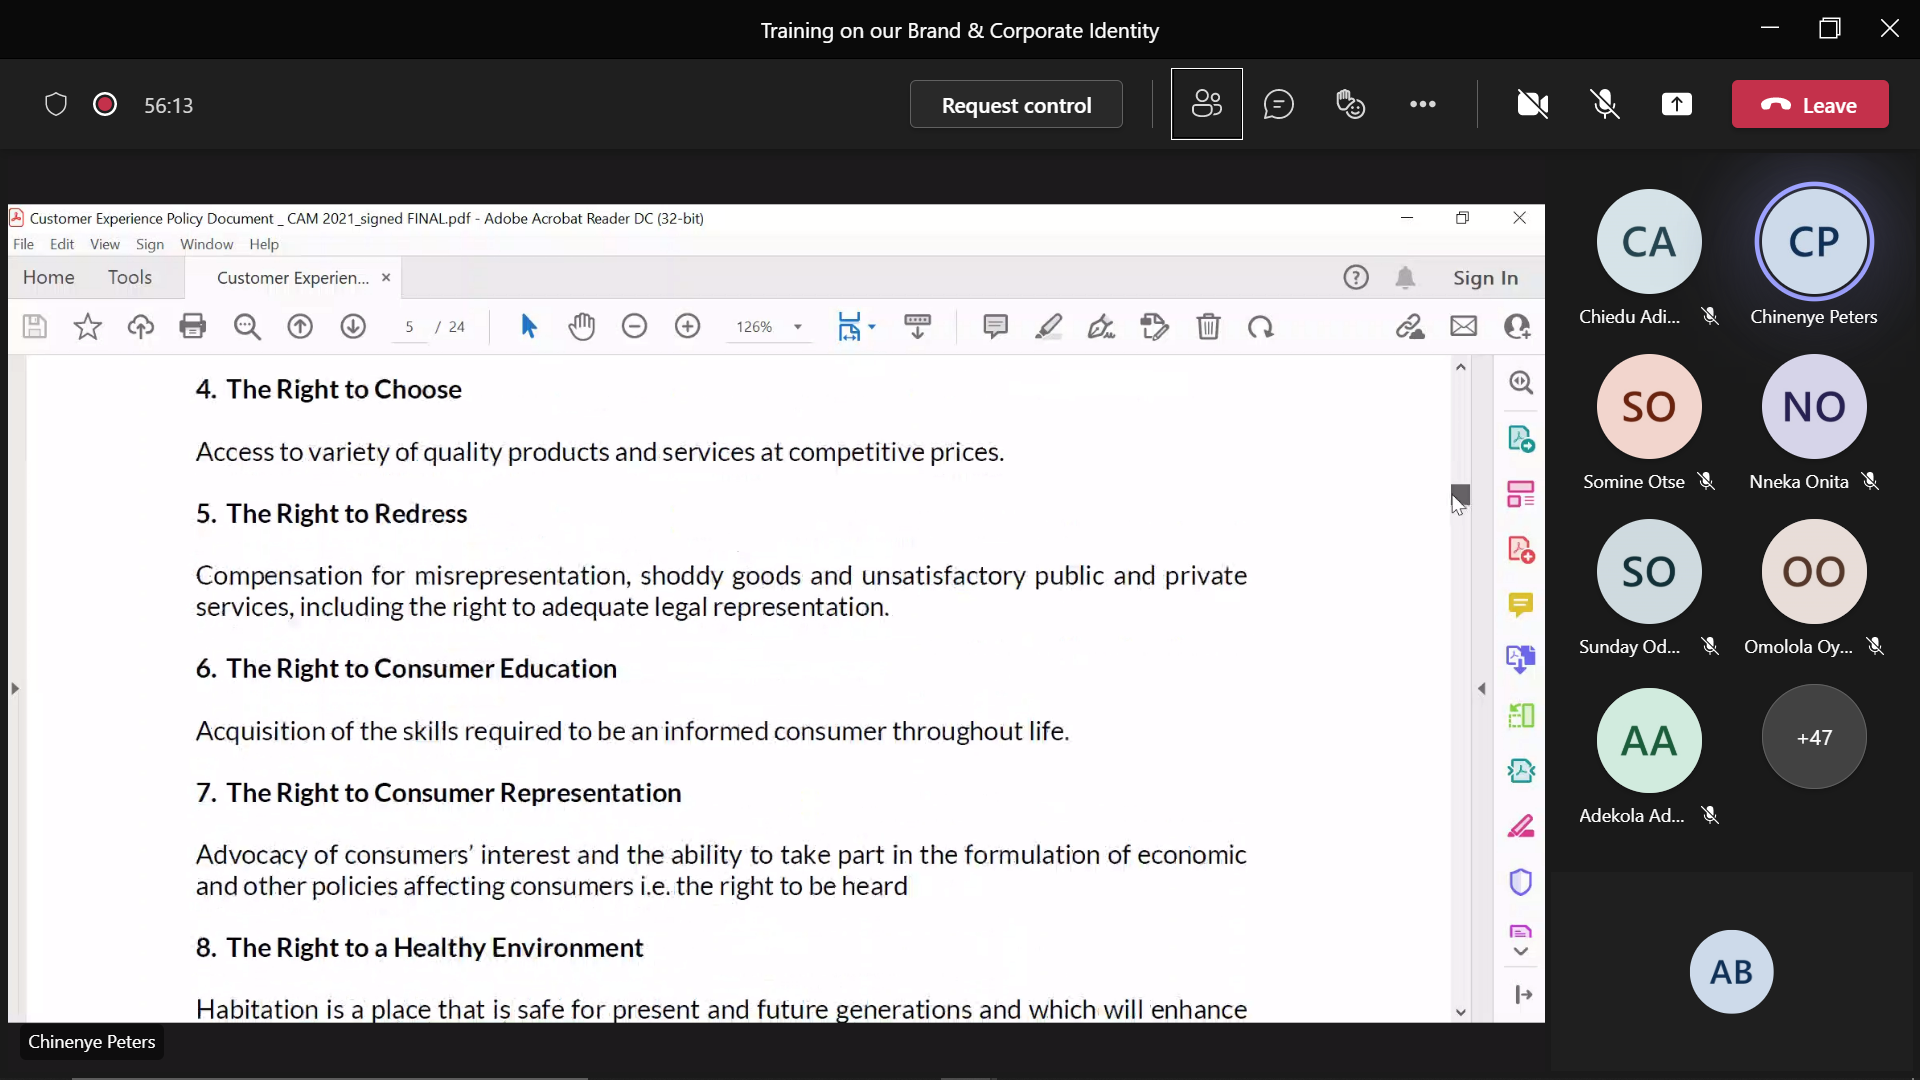 Training on our Brand & Corporate Identity
56:13
Request control
Leave
Customer Experience Policy Document _ CAM 2021_signed FINAL.pdf - Adobe Acrobat Reader DC (32-bit)
File Edit View Sign Window Help
Home Tools Customer Experien... × Sign In
5 / 24 126%
4. The Right to Choose
Access to variety of quality products and services at competitive prices.
5. The Right to Redress
Compensation for misrepresentation, shoddy goods and unsatisfactory public and private
services, including the right to adequate legal representation.
6. The Right to Consumer Education
Acquisition of the skills required to be an informed consumer throughout life.
7. The Right to Consumer Representation
Advocacy of consumers’ interest and the ability to take part in the formulation of economic
and other policies affecting consumers i.e. the right to be heard
8. The Right to a Healthy Environment
Habitation is a place that is safe for present and future generations and which will enhance
Chinenye Peters
CA CP
Chiedu Adi... Chinenye Peters
SO NO
Somine Otse Nneka Onita
SO OO
Sunday Od... Omolola Oy...
AA +47
Adekola Ad...
AB